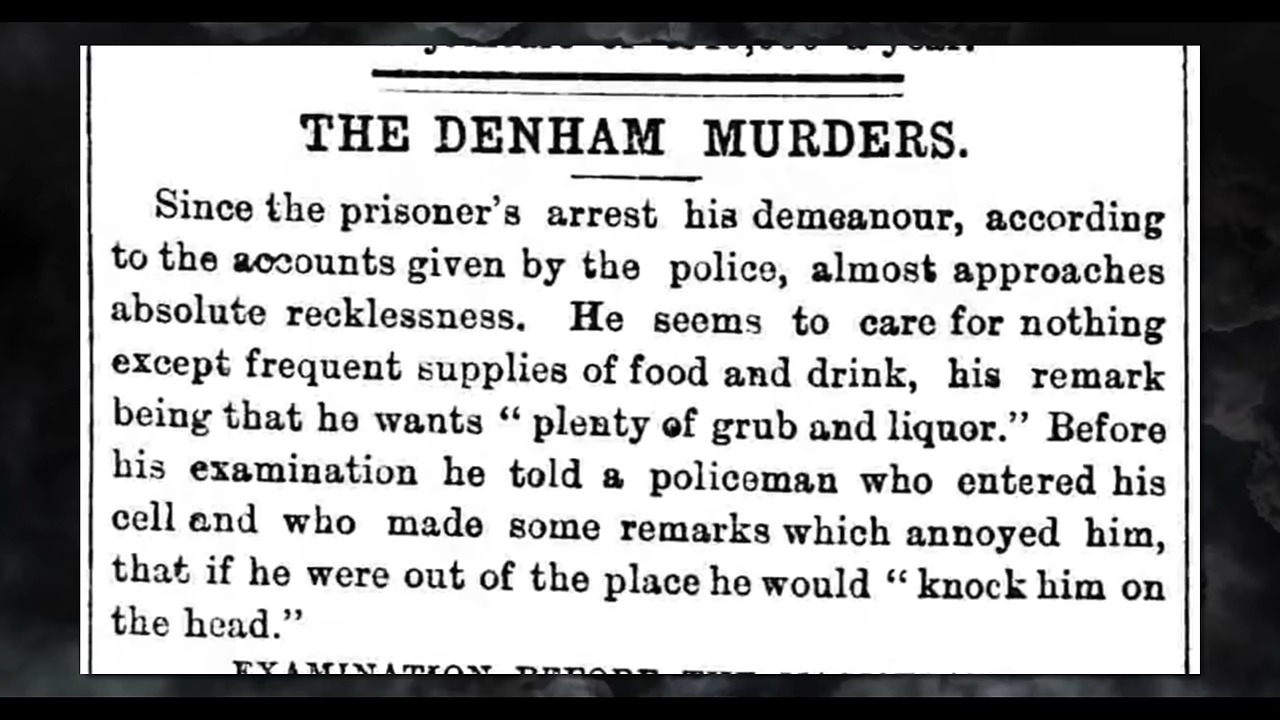 a year.
THE DENHAM MURDERS.
Since the prisoner's arrest his demeanour, according
to the accounts given by the police, almost approaches
absolute recklessness. He seems to care for nothing
except frequent supplies of food and drink, his remark
being that he wants “ plenty of grub and liquor.” Before
his examination he told a policeman who entered his
cell and who made some remarks which annoyed him,
that if he were out of the place he would “ knock him on
the head.”
EXAMINATION BEFORE THE